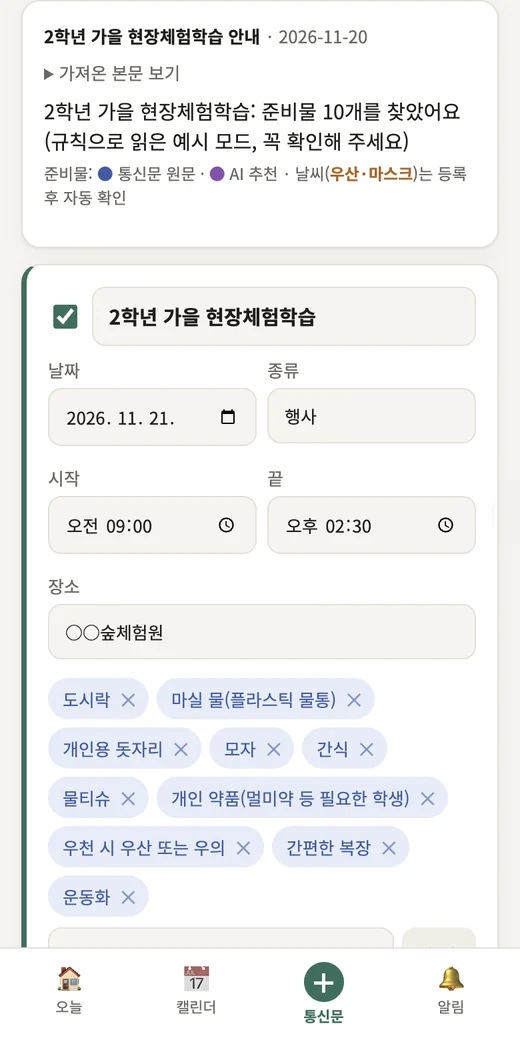 2학년 가을 현장체험학습 안내 · 2026-11-20
▶ 가져온 본문 보기
2학년 가을 현장체험학습: 준비물 10개를 찾았어요
(규칙으로 읽은 예시 모드, 꼭 확인해 주세요)
준비물: 통신문 원문 · AI 추천 · 날씨(우산·마스크)는 등록
후 자동 확인
2학년 가을 현장체험학습
날짜 종류
2026. 11. 21. 행사
시작 끝
오전 09:00 오후 02:30
장소
○○숲체험원
도시락 × 마실 물(플라스틱 물통) ×
개인용 돗자리 × 모자 × 간식 ×
물티슈 × 개인 약품(멀미약 등 필요한 학생) ×
우천 시 우산 또는 우의 × 간편한 복장 ×
운동화 ×
17
오늘 캘린더 통신문 알림